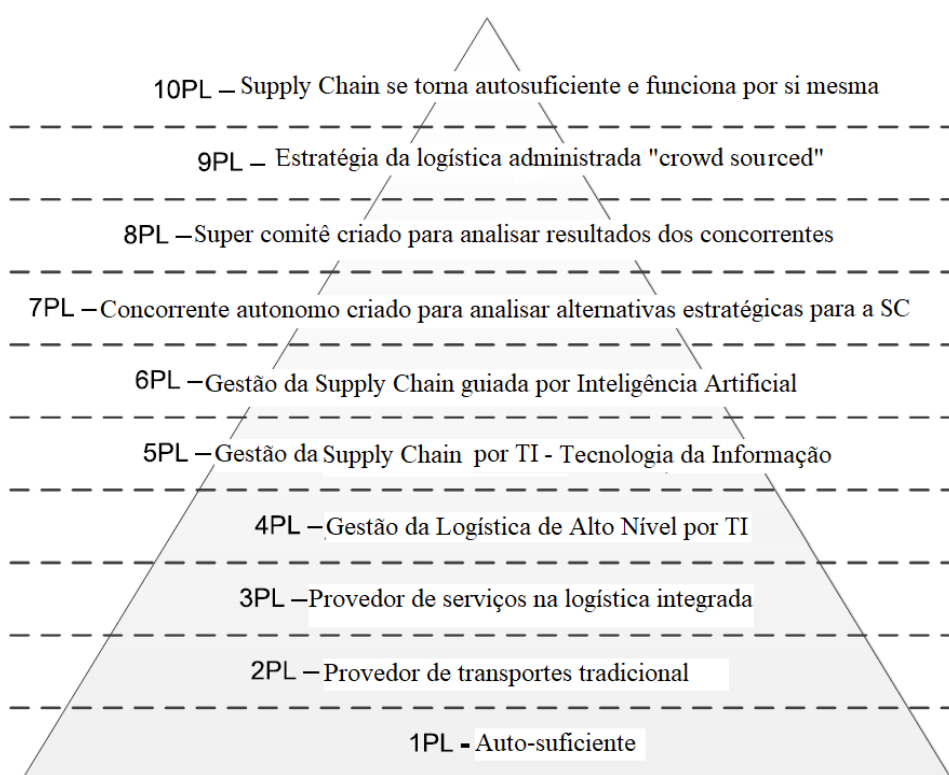 10PL – Supply Chain se torna autosuficiente e funciona por si mesma
9PL – Estratégia da logística administrada "crowd sourced"
8PL – Super comitê criado para analisar resultados dos concorrentes
7PL – Concorrente autonomo criado para analisar alternativas estratégicas para a SC
6PL – Gestão da Supply Chain guiada por Inteligência Artificial
5PL – Gestão da Supply Chain por TI - Tecnologia da Informação
4PL – Gestão da Logística de Alto Nível por TI
3PL – Provedor de serviços na logística integrada
2PL – Provedor de transportes tradicional
1PL - Auto-suficiente